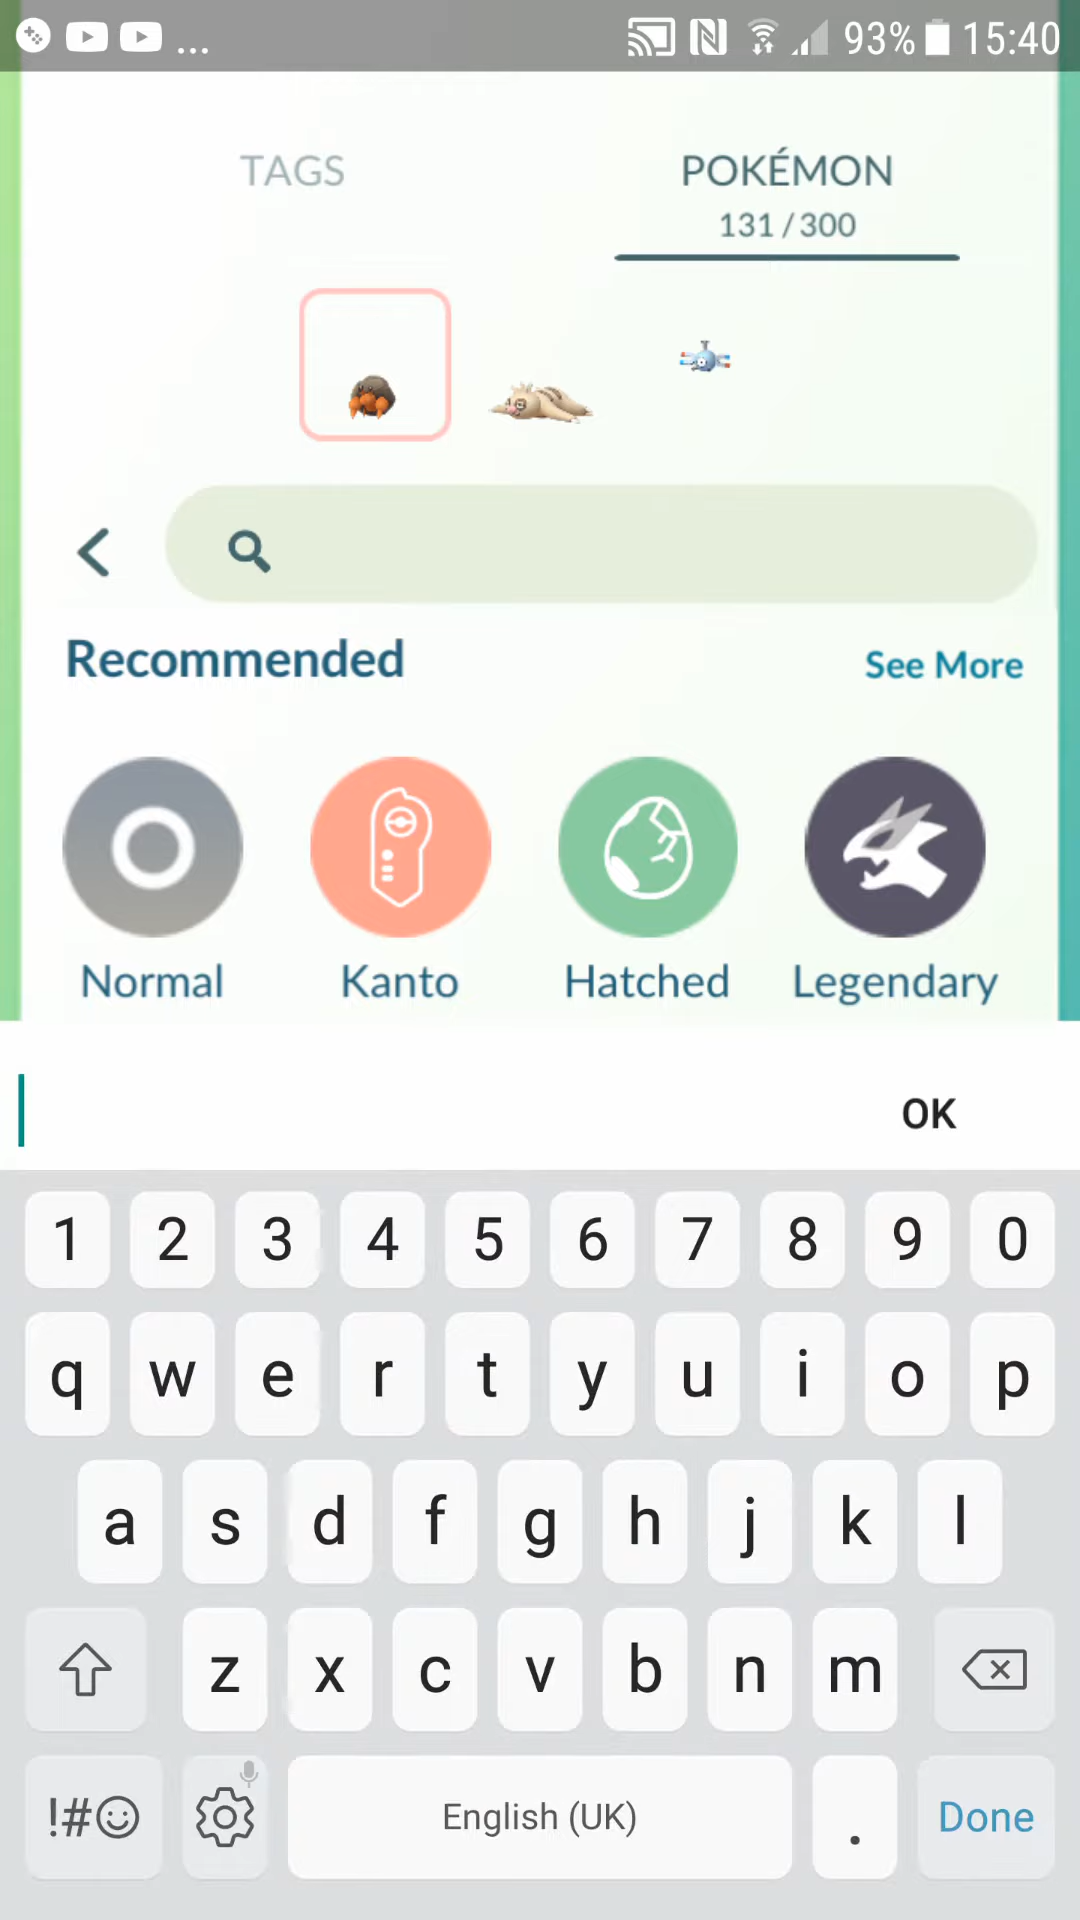 ... 93% 15:40
TAGS POKÉMON
131 / 300
Recommended See More
Normal Kanto Hatched Legendary
OK
1 2 3 4 5 6 7 8 9 0
q w e r t y u i o p
a s d f g h j k l
z x c v b n m
!# English (UK) . Done